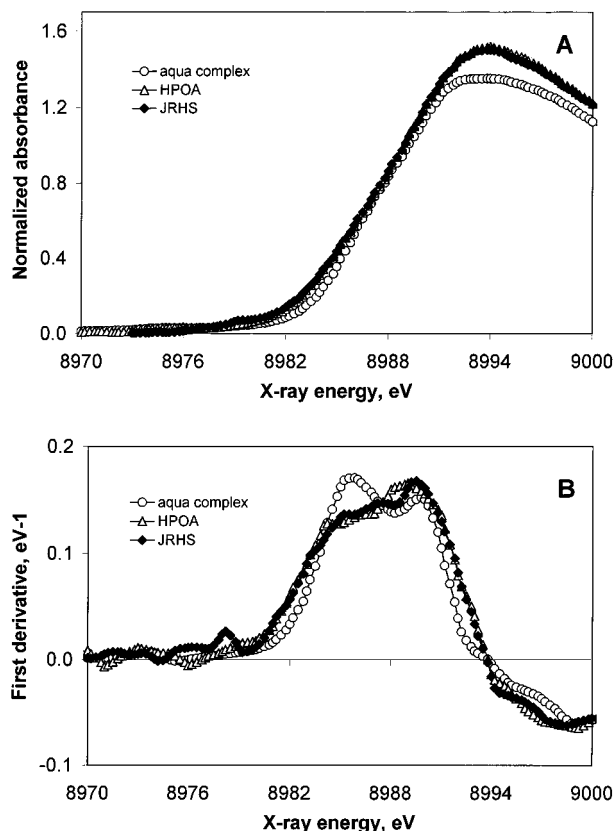 A
1.6
1.2
0.8
0.4
0.0
Normalized absorbance
aqua complex
HPOA
JRHS
8970 8976 8982 8988 8994 9000
X-ray energy, eV
B
0.2
0.1
0.0
-0.1
First derivative, eV-1
aqua complex
HPOA
JRHS
8970 8976 8982 8988 8994 9000
X-ray energy, eV